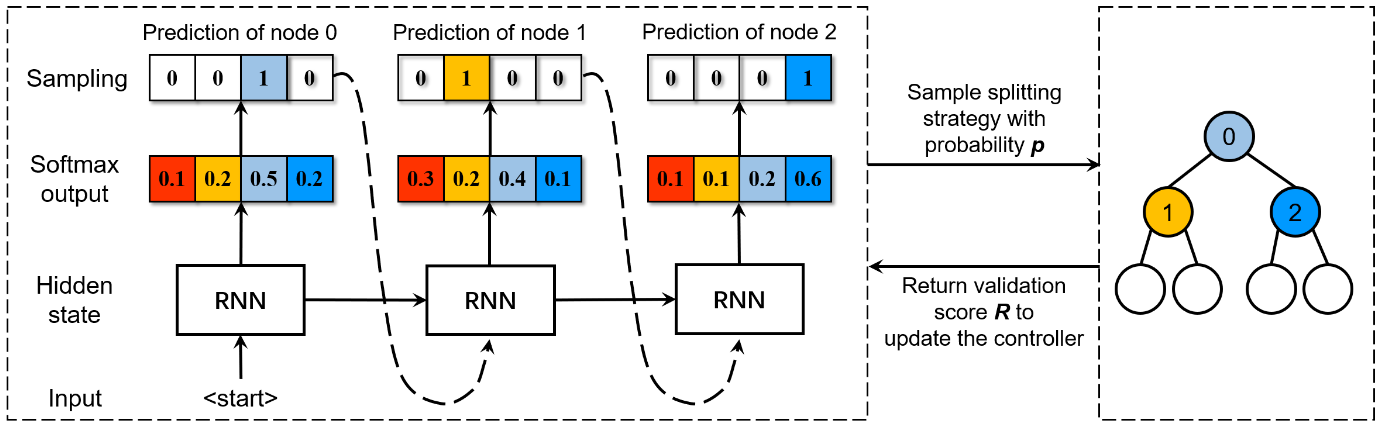 Prediction of node 0
Prediction of node 1
Prediction of node 2
Sampling
0 0 1 0
0 1 0 0
0 0 0 1
Softmax
output
0.1 0.2 0.5 0.2
0.3 0.2 0.4 0.1
0.1 0.1 0.2 0.6
Hidden
state
RNN
RNN
RNN
Input
<start>
Sample splitting
strategy with
probability p
Return validation
score R to
update the controller
0
1
2